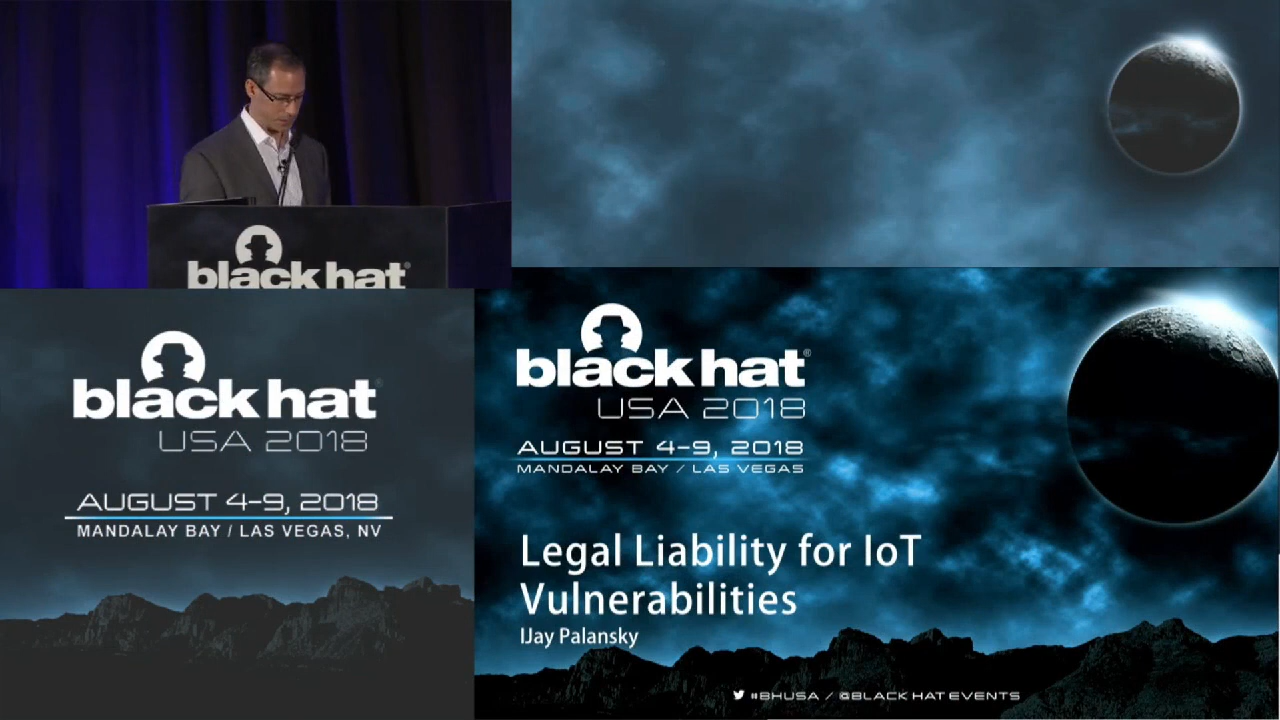 black hat
black hat®
USA 2018
AUGUST 4-9, 2018
MANDALAY BAY / LAS VEGAS, NV
black hat®
USA 2018
AUGUST 4-9, 2018
MANDALAY BAY / LAS VEGAS
Legal Liability for IoT
Vulnerabilities
IJay Palansky
#BHUSA / @BLACK HAT EVENTS